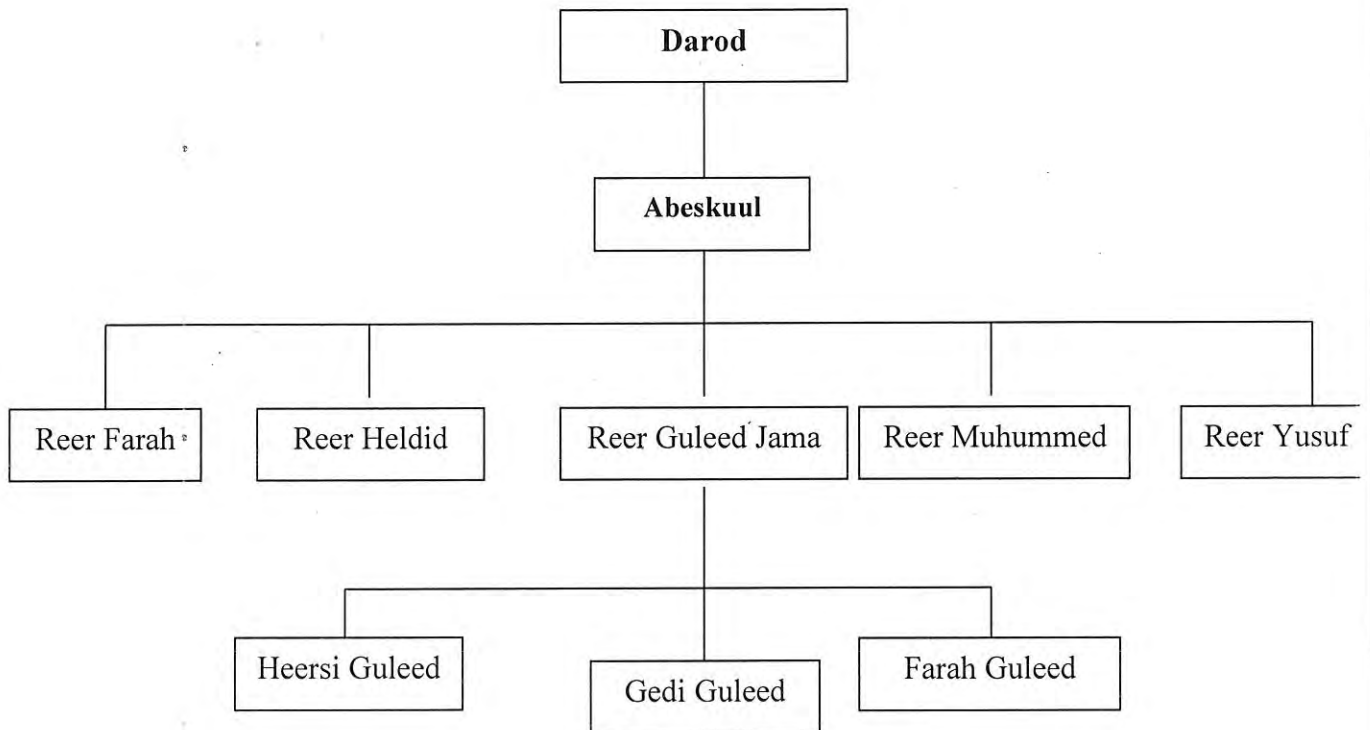 Darod
Abeskuul
Reer Farah
Reer Heldid
Reer Guleed Jama
Reer Muhummed
Reer Yusuf
Heersi Guleed
Gedi Guleed
Farah Guleed